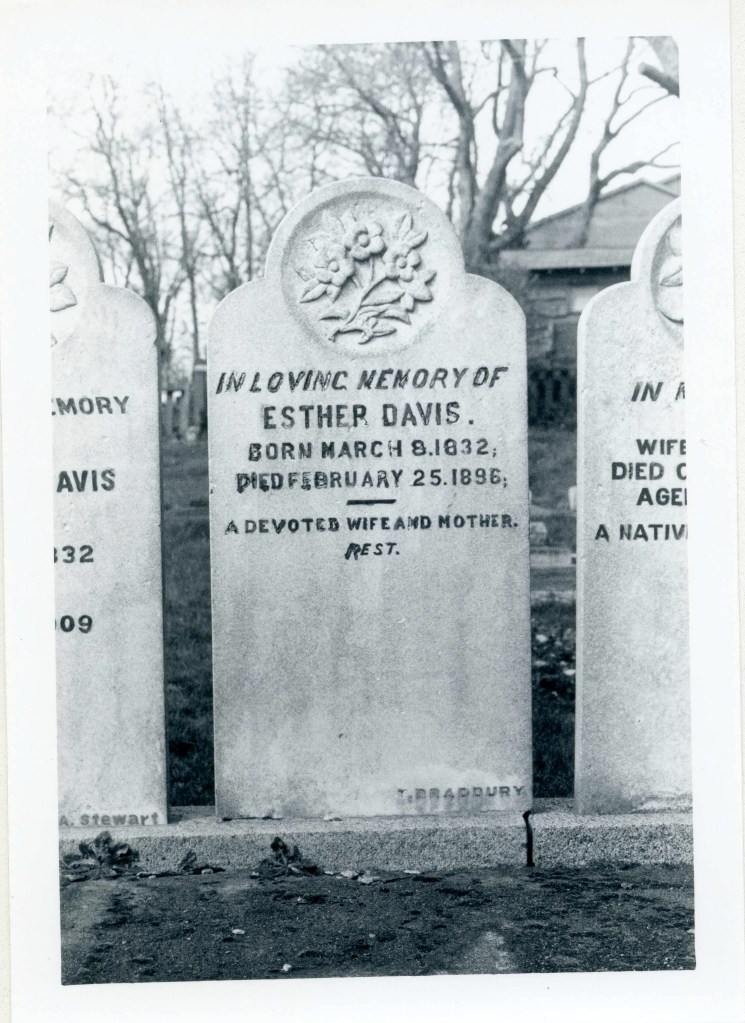 EMORY
AVIS
832
09
A. Stewart
IN LOVING MEMORY OF
ESTHER DAVIS.
BORN MARCH 8.1832;
DIED FEBRUARY 25.1896;
A DEVOTED WIFE AND MOTHER.
REST.
T. BRADBURY
IN
WIFE
DIED
AGE
A NATIV